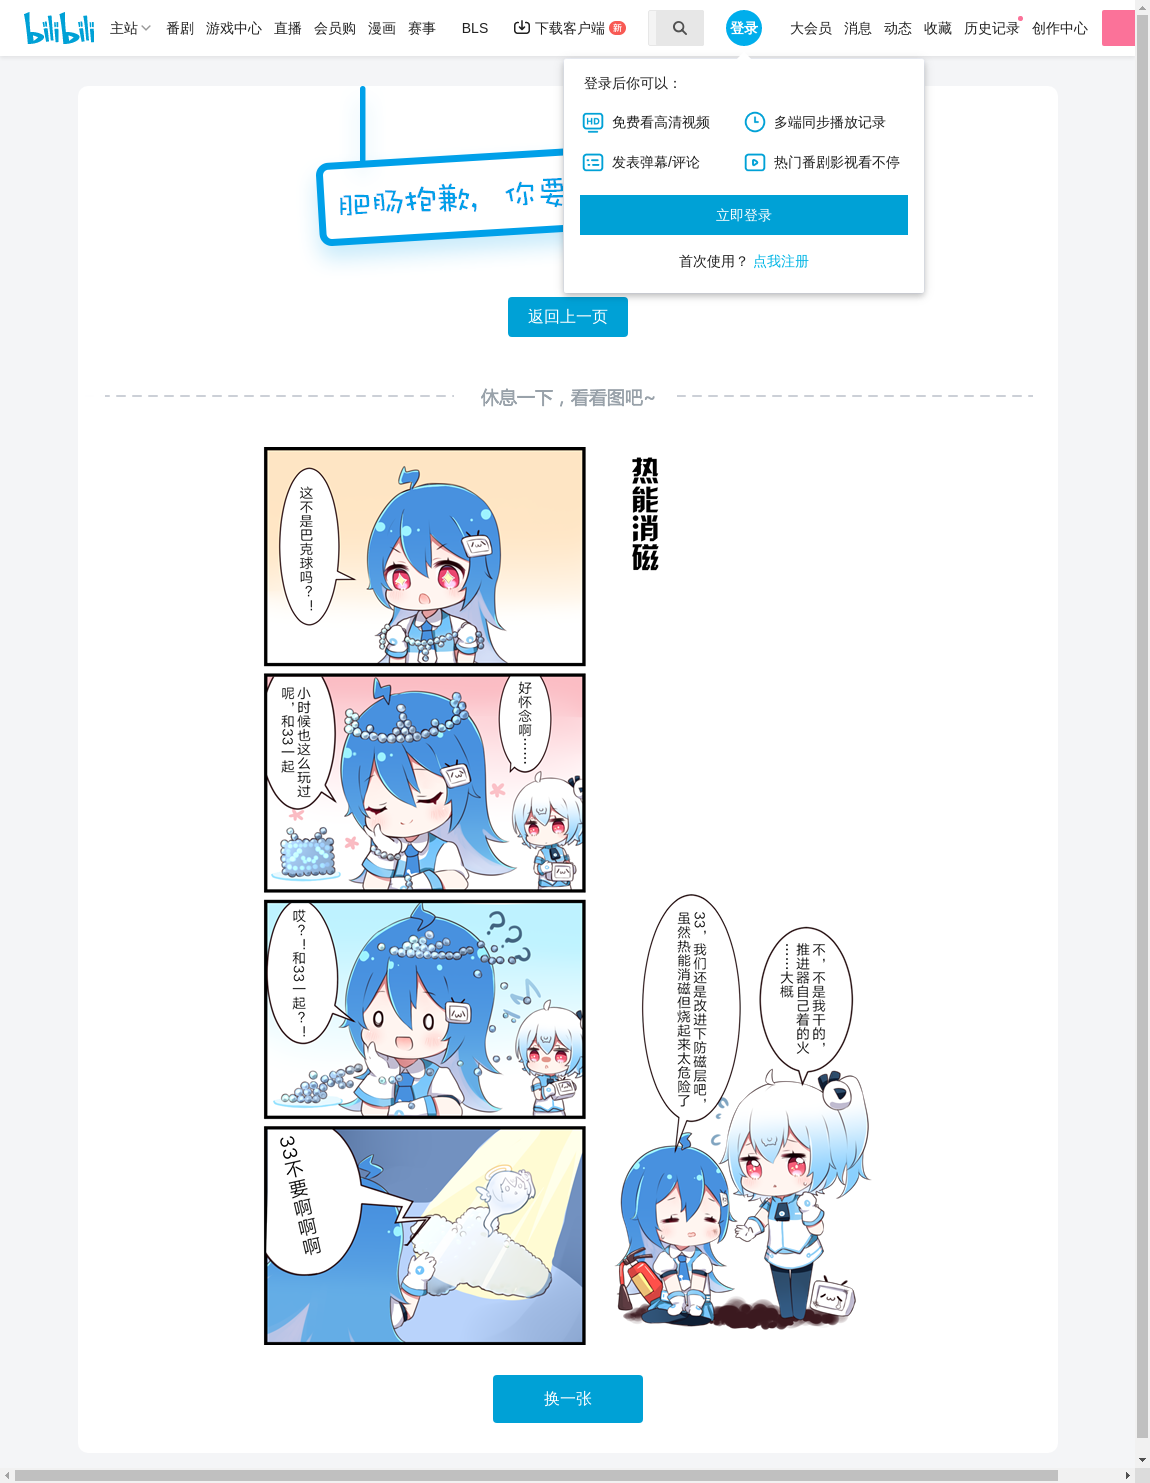 bilibili 主站 番剧 游戏中心 直播 会员购 漫画 赛事 BLS 下载客户端 新 登录 大会员 消息 动态 收藏 历史记录 创作中心
登录后你可以：
HD 免费看高清视频 多端同步播放记录
发表弹幕/评论 热门番剧影视看不停
立即登录
首次使用？ 点我注册
肥肠抱歉，你要
返回上一页
休息一下，看看图吧~
热能消磁
这不是巴克球吗？！
好怀念啊……
小时候也这么玩过
呢，和33一起
哎？！和33一起？！
33不要啊啊啊
33，我们还是改进下防磁层吧，
虽然热能消磁但烧起来太危险了
不，不是我干的，
推进器自己着的火
……大概
换一张